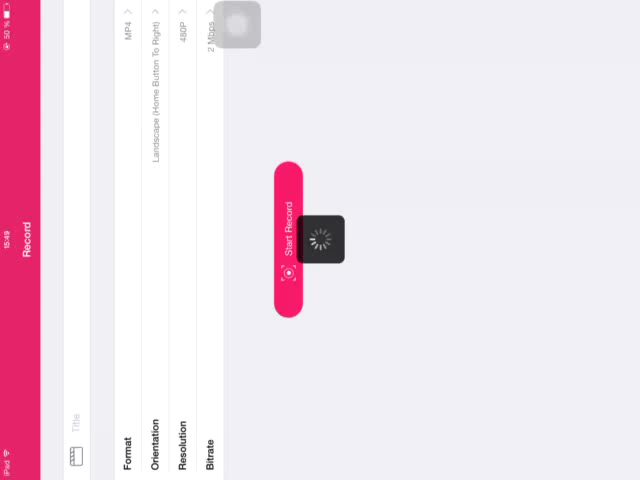 iPad 15:49 50 %
Record
Title
Format MP4
Orientation Landscape (Home Button To Right)
Resolution 480P
Bitrate 2 Mbps
Start Record